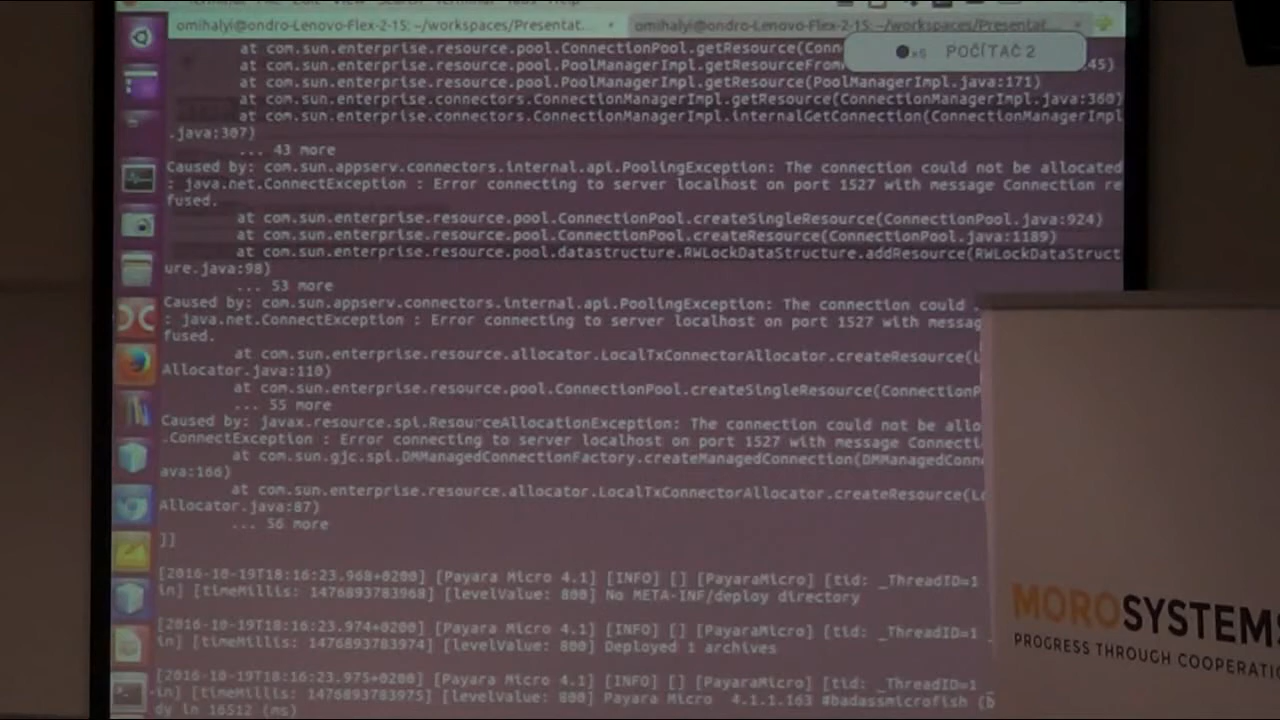 omihalyi@ondro-Lenovo-Flex-2-15: ~/workspaces/Presentat...
omihalyi@ondro-Lenovo-Flex-2-15: ~/workspaces/Presentat...
at com.sun.enterprise.resource.pool.ConnectionPool.getResource(Conn
POČÍTAČ 2
at com.sun.enterprise.resource.pool.PoolManagerImpl.getResourceFrom
45)
at com.sun.enterprise.resource.pool.PoolManagerImpl.getResource(PoolManagerImpl.java:171)
at com.sun.enterprise.connectors.ConnectionManagerImpl.getResource(ConnectionManagerImpl.java:360)
at com.sun.enterprise.connectors.ConnectionManagerImpl.internalGetConnection(ConnectionManagerImpl
.java:307)
... 43 more
Caused by: com.sun.appserv.connectors.internal.api.PoolingException: The connection could not be allocated
: java.net.ConnectException : Error connecting to server localhost on port 1527 with message Connection re
fused.
at com.sun.enterprise.resource.pool.ConnectionPool.createSingleResource(ConnectionPool.java:924)
at com.sun.enterprise.resource.pool.ConnectionPool.createResource(ConnectionPool.java:1189)
at com.sun.enterprise.resource.pool.datastructure.RWLockDataStructure.addResource(RWLockDataStruct
ure.java:98)
... 53 more
Caused by: com.sun.appserv.connectors.internal.api.PoolingException: The connection could
: java.net.ConnectException : Error connecting to server localhost on port 1527 with messag
fused.
at com.sun.enterprise.resource.allocator.LocalTxConnectorAllocator.createResource(L
Allocator.java:110)
at com.sun.enterprise.resource.pool.ConnectionPool.createSingleResource(ConnectionP
... 55 more
Caused by: javax.resource.spi.ResourceAllocationException: The connection could not be allo
.ConnectException : Error connecting to server localhost on port 1527 with message Connecti
at com.sun.gjc.spi.DMManagedConnectionFactory.createManagedConnection(DMManagedConn
ava:166)
at com.sun.enterprise.resource.allocator.LocalTxConnectorAllocator.createResource(Lo
Allocator.java:87)
... 56 more
]]
[2016-10-19T18:16:23.968+0200] [Payara Micro 4.1] [INFO] [] [PayaraMicro] [tid: _ThreadID=1
in] [timeMillis: 1476893783968] [levelValue: 800] No META-INF/deploy directory
[2016-10-19T18:16:23.974+0200] [Payara Micro 4.1] [INFO] [] [PayaraMicro] [tid: _ThreadID=1
in] [timeMillis: 1476893783974] [levelValue: 800] Deployed 1 archives
[2016-10-19T18:16:23.975+0200] [Payara Micro 4.1] [INFO] [] [PayaraMicro] [tid: _ThreadID=1
in] [timeMillis: 1476893783975] [levelValue: 800] Payara Micro 4.1.1.163 #badassmicrofish (b
dy in 16512 (ms)
MOROSYSTEMS
PROGRESS THROUGH COOPERATIO